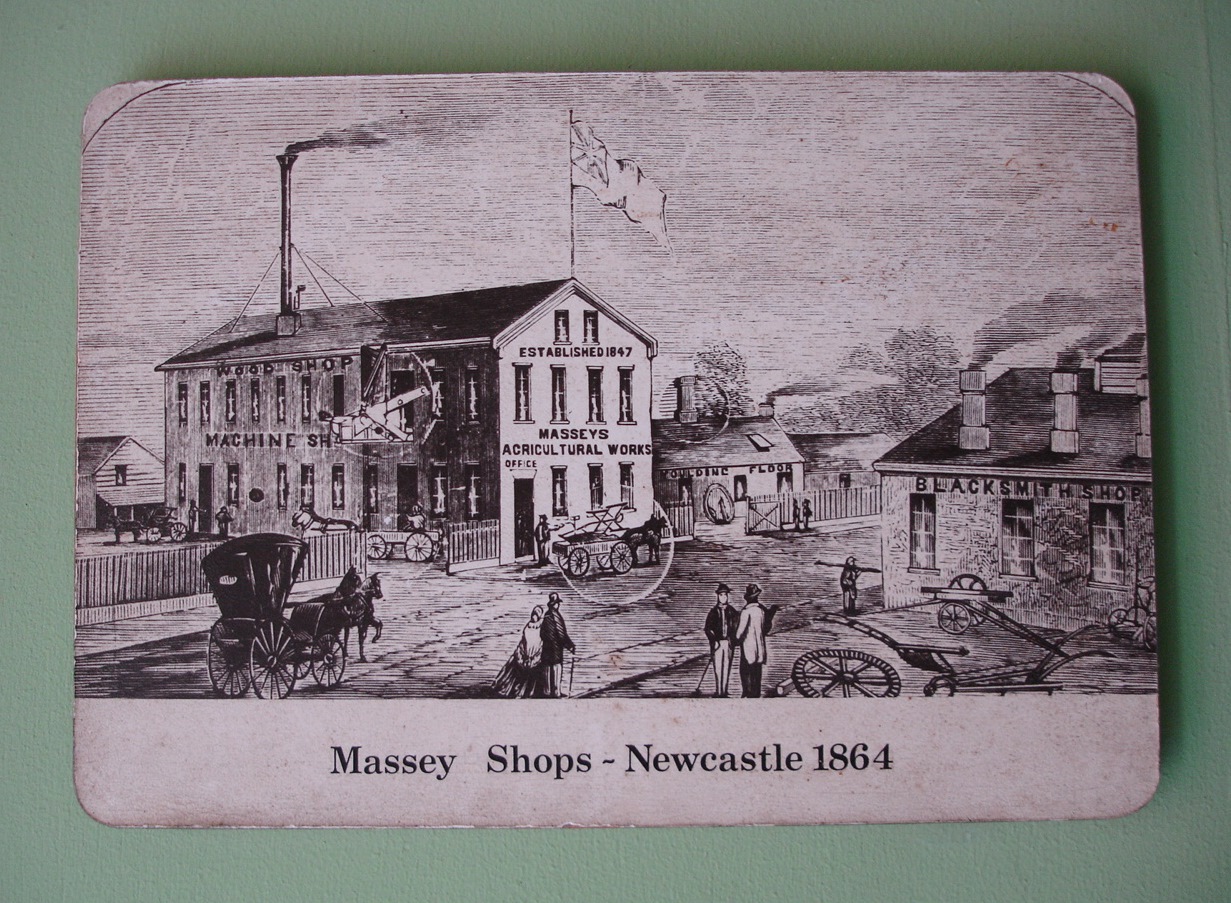 WOOD SHOP
MACHINE SH
ESTABLISHED 1847
MASSEYS
AGRICULTURAL WORKS
OFFICE
MOULDING FLOOR
BLACKSMITH SHOP
Massey Shops - Newcastle 1864